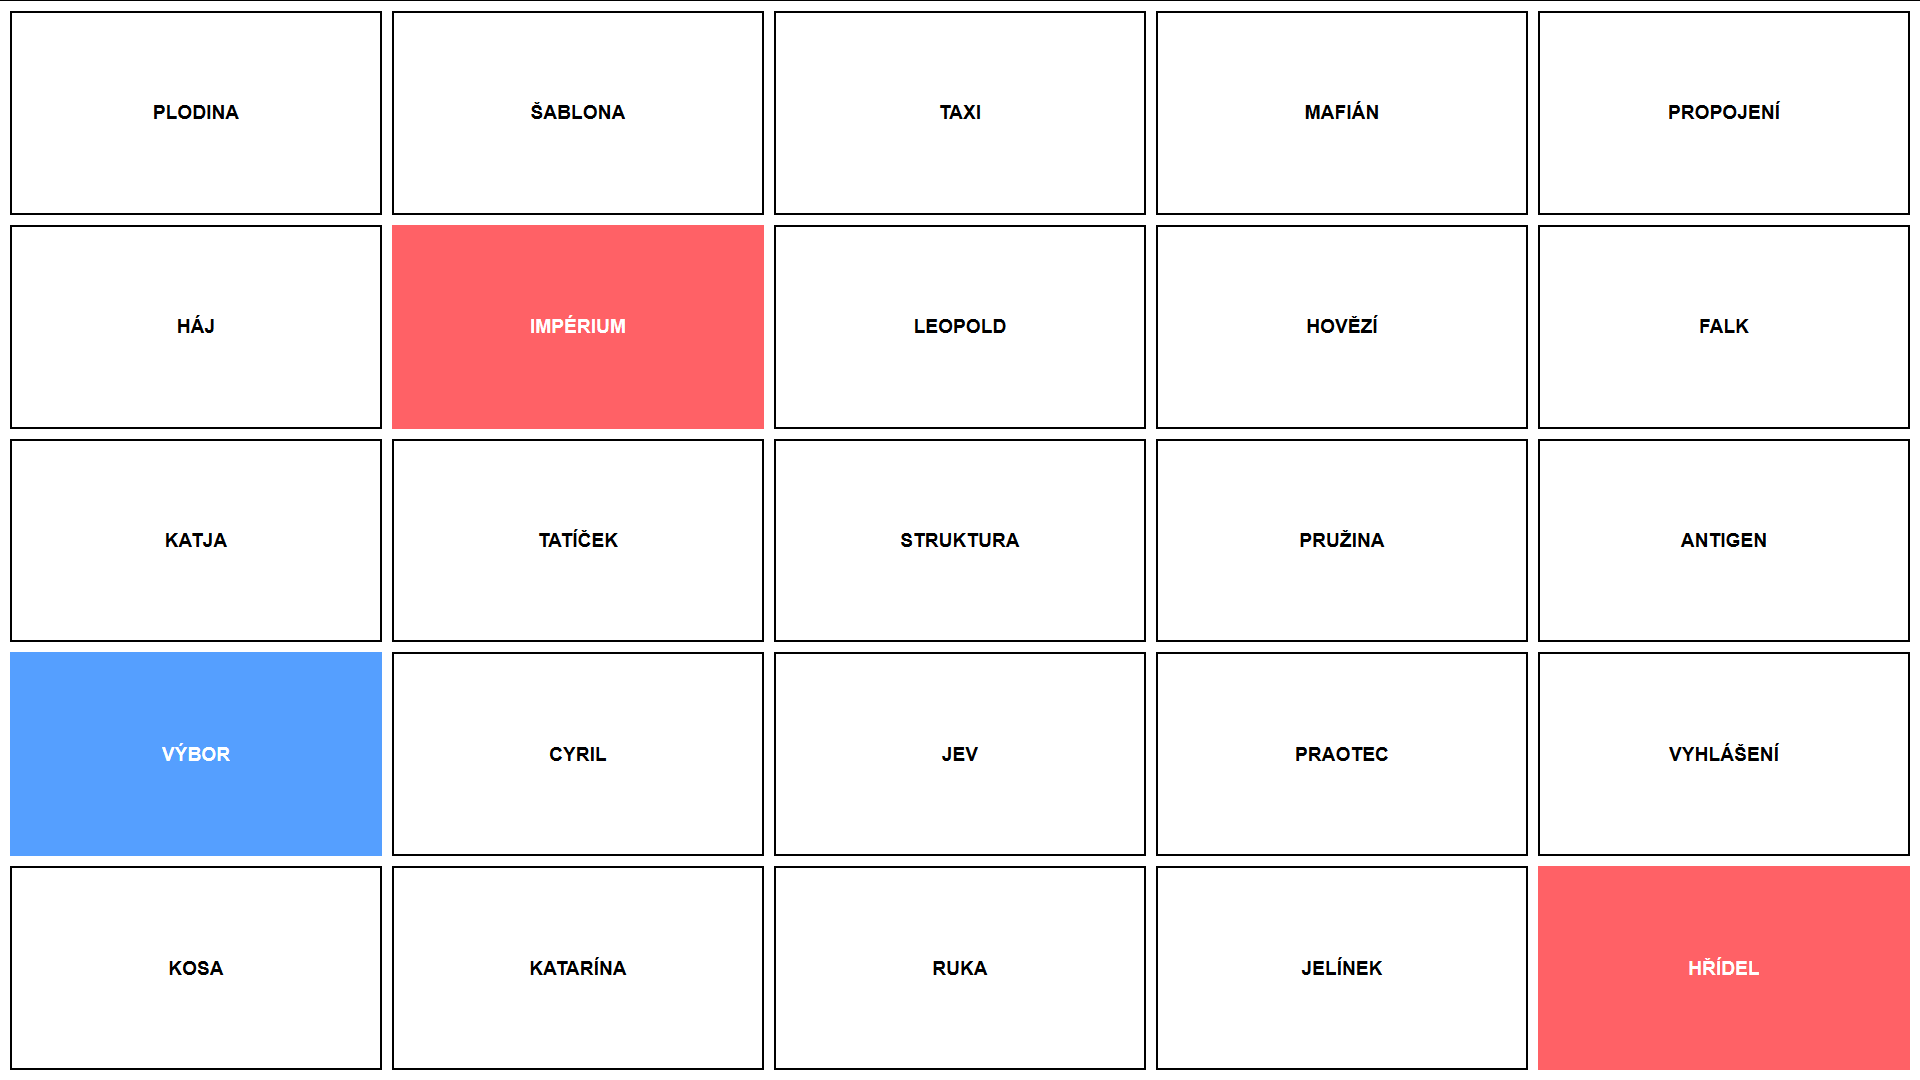 PLODINA
ŠABLONA
TAXI
MAFIÁN
PROPOJENÍ
HÁJ
IMPÉRIUM
LEOPOLD
HOVĚZÍ
FALK
KATJA
TATÍČEK
STRUKTURA
PRUŽINA
ANTIGEN
VÝBOR
CYRIL
JEV
PRAOTEC
VYHLÁŠENÍ
KOSA
KATARÍNA
RUKA
JELÍNEK
HŘÍDEL